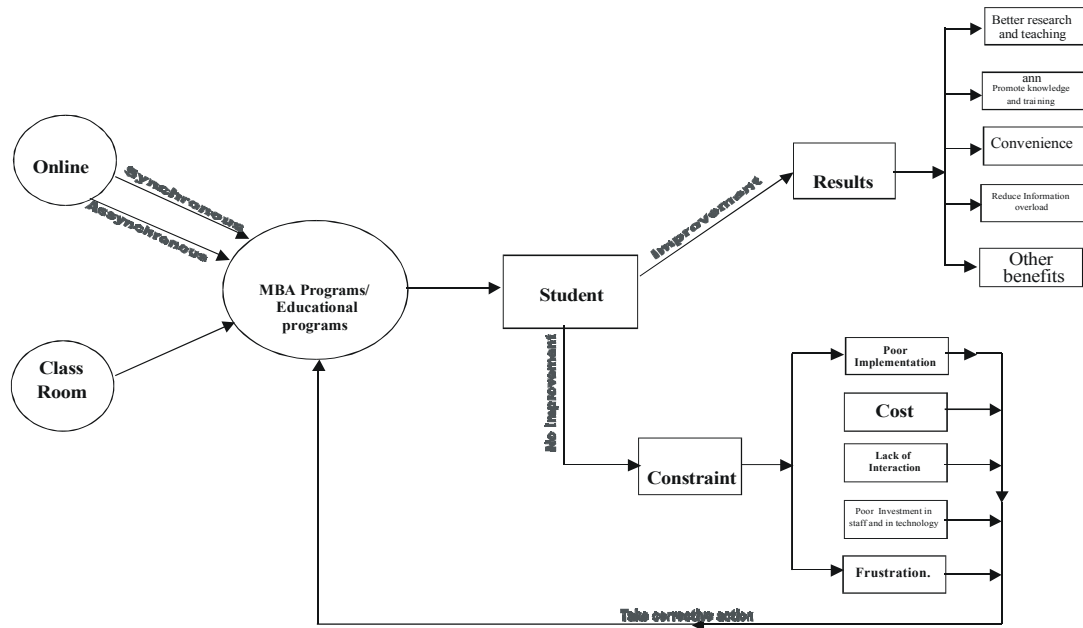 Online
Synchronous
Assynchronous
Class
Room
MBA Programs/
Educational
programs
Student
Improvement
No Improvement
Results
Better research
and teaching
ann
Promote knowledge
and training
Convenience
Reduce Information
overload
Other
benefits
Constraint
Poor
Implementation
Cost
Lack of
Interaction
Poor Investment in
staff and in technology
Frustration.
Take corrective action